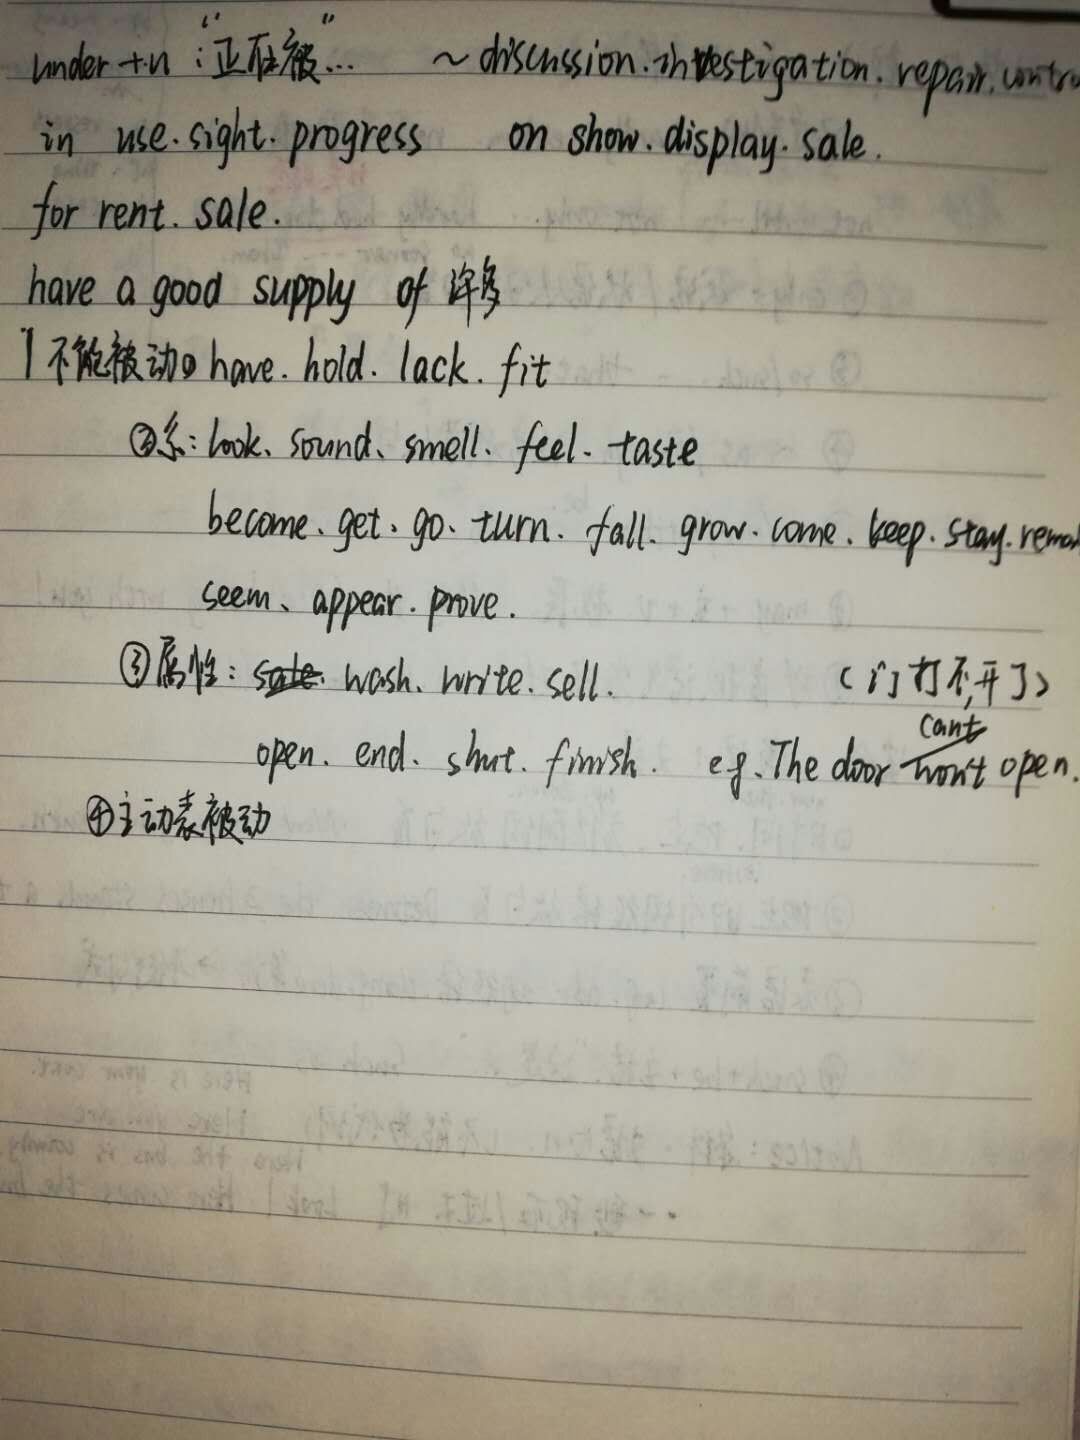 under +n：“正在被”... ~ discussion. investigation. repair. contro
in use. sight. progress on show. display. sale.
for rent. sale.
have a good supply of 许多
1 不能被动① have. hold. lack. fit
②系: look、sound、smell. feel. taste
become. get. go. turn. fall. grow. come. keep. stay. remai
seem、appear. prove.
③属性: wash. write. sell. （门打不开了）
can't
open. end. shut. finish. eg. The door won't open.
④主动表被动